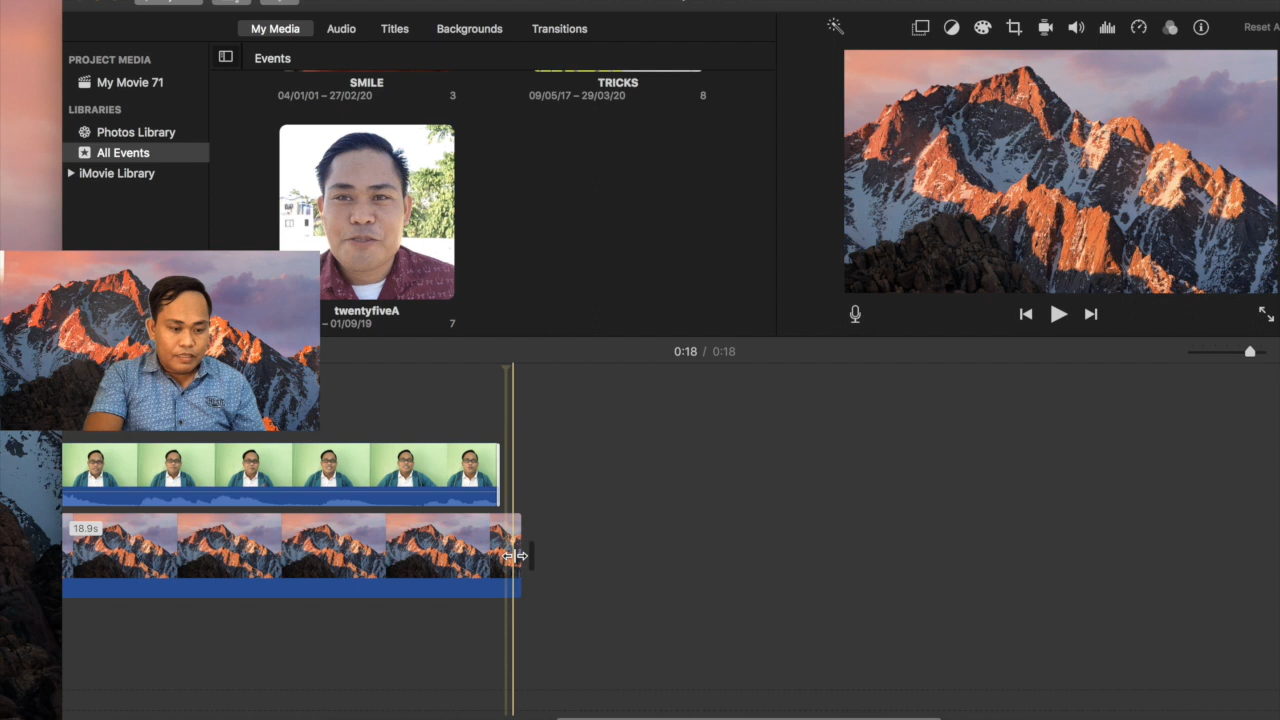 My Media
Audio
Titles
Backgrounds
Transitions
Reset A
PROJECT MEDIA
My Movie 71
LIBRARIES
Photos Library
All Events
iMovie Library
Events
SMILE
04/01/01 – 27/02/20
3
TRICKS
09/05/17 – 29/03/20
8
twentyfiveA
– 01/09/19
7
0:18 / 0:18
18.9s